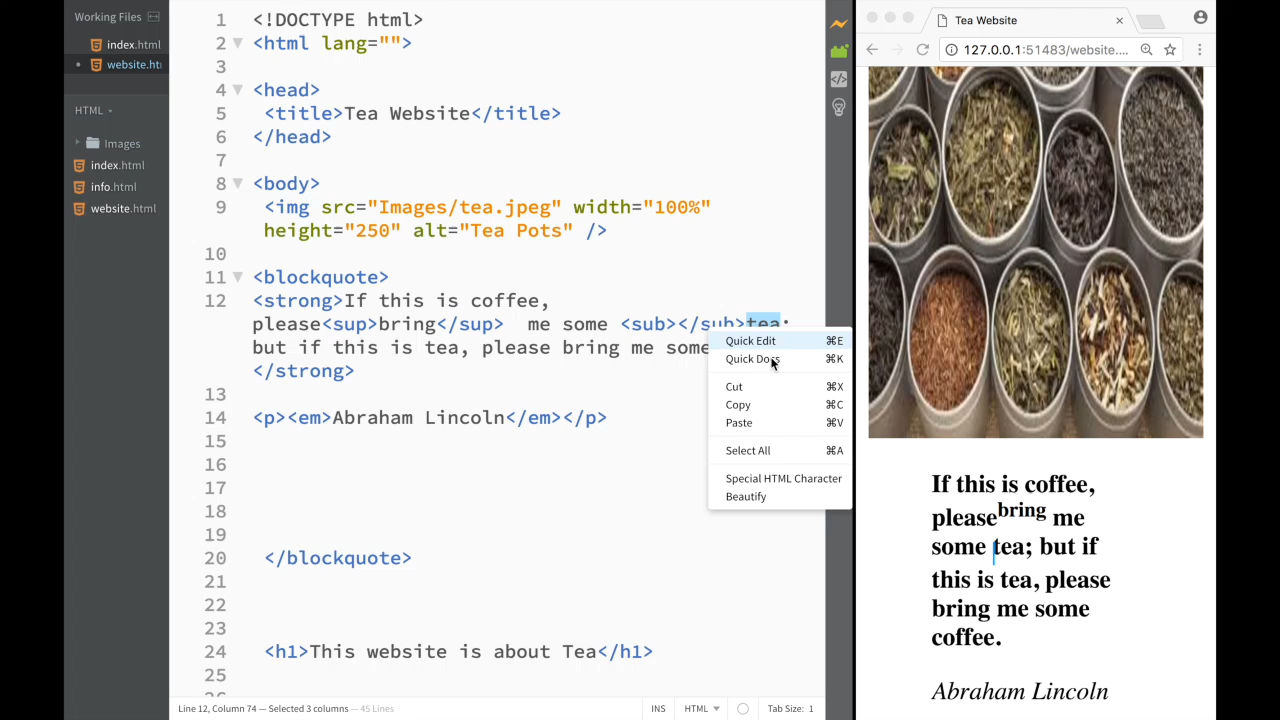 Working Files
index.html
website.ht
HTML
Images
index.html
info.html
website.html
1 <!DOCTYPE html>
2 <html lang="">
3
4 <head>
5 <title>Tea Website</title>
6 </head>
7
8 <body>
9 <img src="Images/tea.jpeg" width="100%"
height="250" alt="Tea Pots" />
10
11 <blockquote>
12 <strong>If this is coffee,
please<sup>bring</sup> me some <sub></sub>tea;
but if this is tea, please bring me some
</strong>
13
14 <p><em>Abraham Lincoln</em></p>
15
16
17
18
19
20 </blockquote>
21
22
23
24 <h1>This website is about Tea</h1>
25
Quick Edit ⌘E
Quick Docs ⌘K
Cut ⌘X
Copy ⌘C
Paste ⌘V
Select All ⌘A
Special HTML Character
Beautify
Line 12, Column 74 — Selected 3 columns — 45 Lines
INS HTML Tab Size: 1
Tea Website
127.0.0.1:51483/website....
If this is coffee,
pleasebring me
some tea; but if
this is tea, please
bring me some
coffee.
Abraham Lincoln